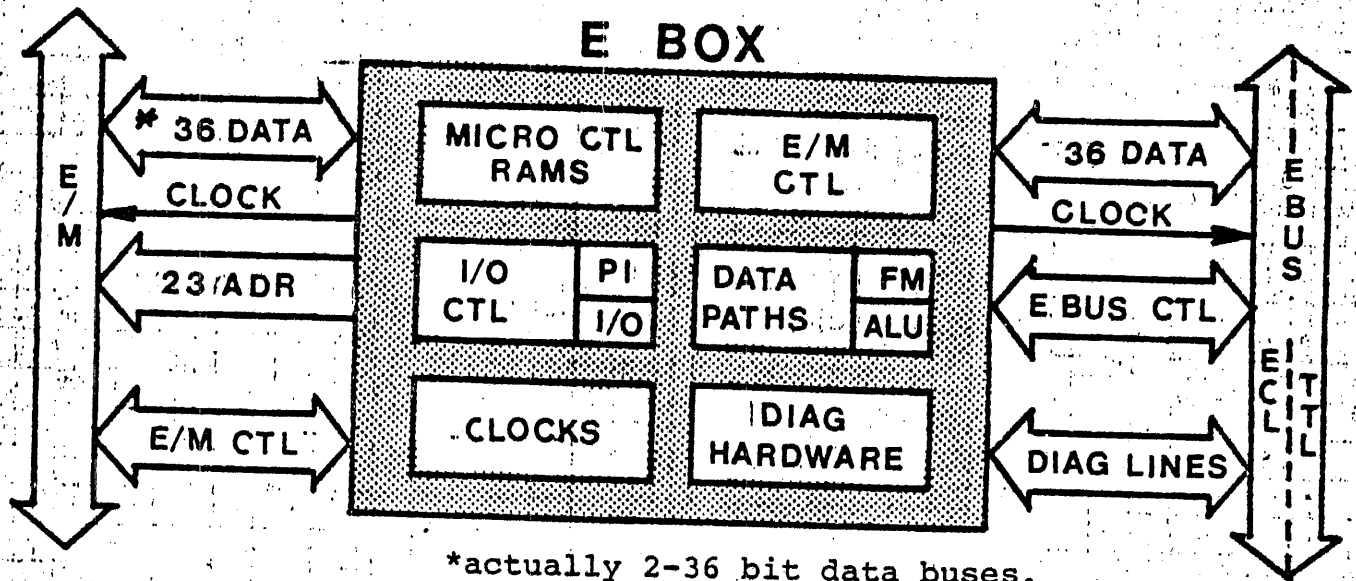 E BOX
E/M
* 36 DATA
CLOCK
23 ADR
E/M CTL
MICRO CTL
RAMS
E/M
CTL
I/O
CTL
PI
I/O
DATA
PATHS
FM
ALU
CLOCKS
DIAG
HARDWARE
36 DATA
CLOCK
E BUS CTL
DIAG LINES
EBUS
ECL
TTL
*actually 2-36 bit data buses.